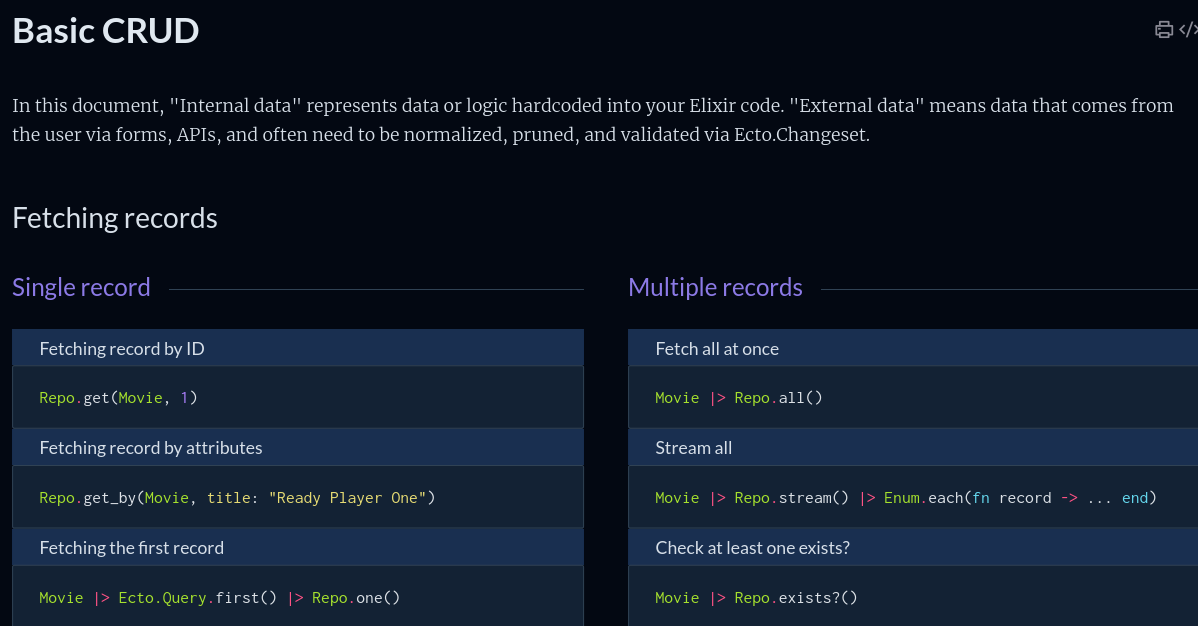 Basic CRUD
In this document, "Internal data" represents data or logic hardcoded into your Elixir code. "External data" means data that comes from
the user via forms, APIs, and often need to be normalized, pruned, and validated via Ecto.Changeset.
Fetching records
Single record
Fetching record by ID
Repo.get(Movie, 1)
Fetching record by attributes
Repo.get_by(Movie, title: "Ready Player One")
Fetching the first record
Movie |> Ecto.Query.first() |> Repo.one()
Multiple records
Fetch all at once
Movie |> Repo.all()
Stream all
Movie |> Repo.stream() |> Enum.each(fn record -> ... end)
Check at least one exists?
Movie |> Repo.exists?()